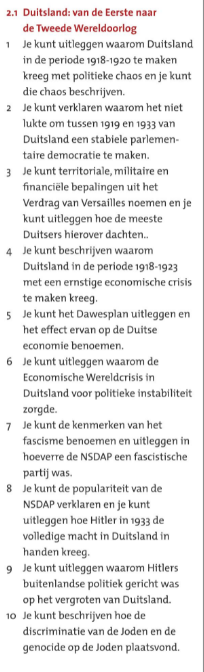 2.1 Duitsland: van de Eerste naar
de Tweede Wereldoorlog
1 Je kunt uitleggen waarom Duitsland
in de periode 1918-1920 te maken
kreeg met politieke chaos en je kunt
die chaos beschrijven.
2 Je kunt verklaren waarom het niet
lukte om tussen 1919 en 1933 van
Duitsland een stabiele parlemen-
taire democratie te maken.
3 Je kunt territoriale, militaire en
financiële bepalingen uit het
Verdrag van Versailles noemen en je
kunt uitleggen hoe de meeste
Duitsers hierover dachten..
4 Je kunt beschrijven waarom
Duitsland in de periode 1918-1923
met een ernstige economische crisis
te maken kreeg.
5 Je kunt het Dawesplan uitleggen en
het effect ervan op de Duitse
economie benoemen.
6 Je kunt uitleggen waarom de
Economische Wereldcrisis in
Duitsland voor politieke instabiliteit
zorgde.
7 Je kunt de kenmerken van het
fascisme benoemen en uitleggen in
hoeverre de NSDAP een fascistische
partij was.
8 Je kunt de populariteit van de
NSDAP verklaren en je kunt
uitleggen hoe Hitler in 1933 de
volledige macht in Duitsland in
handen kreeg.
9 Je kunt uitleggen waarom Hitlers
buitenlandse politiek gericht was
op het vergroten van Duitsland.
10 Je kunt beschrijven hoe de
discriminatie van de Joden en de
genocide op de Joden plaatsvond.